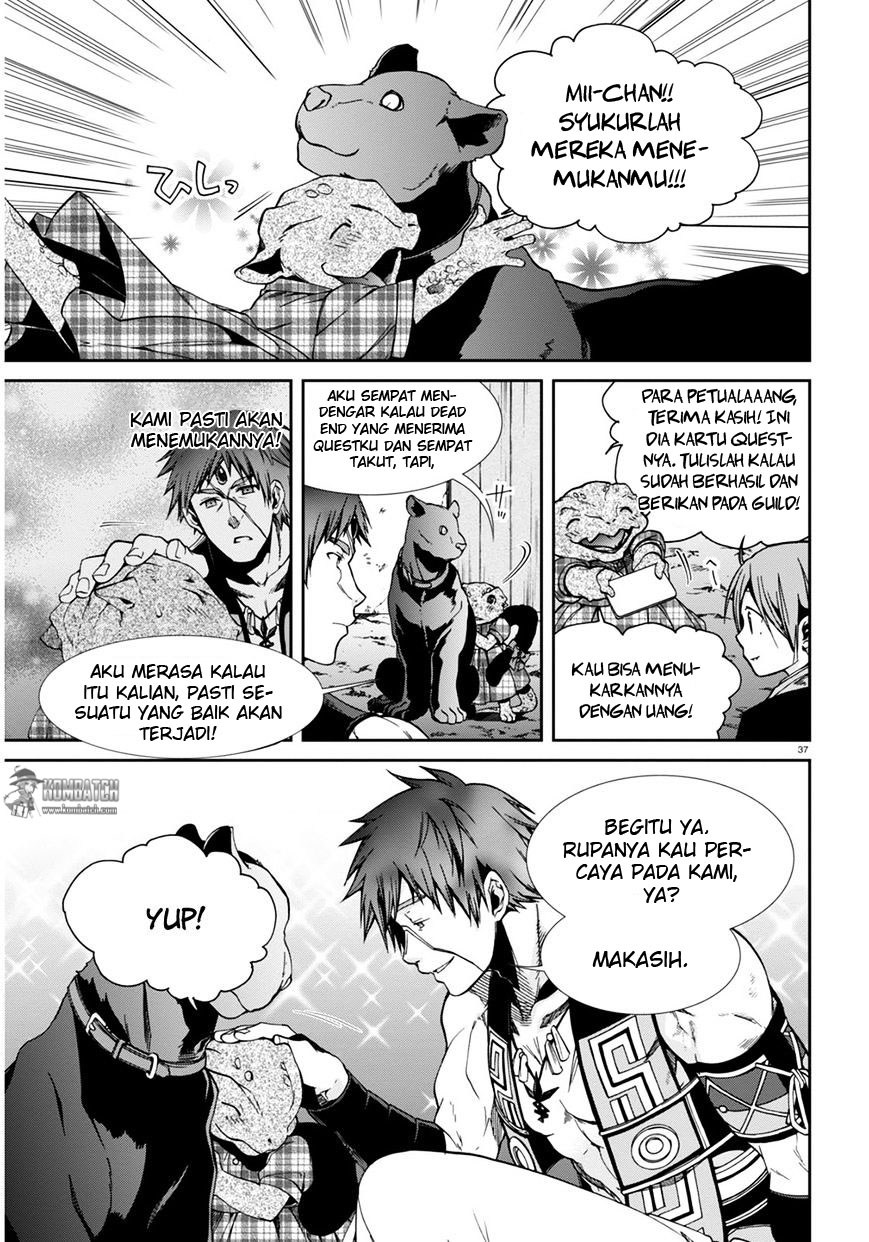 MII-CHAN!!
SYUKURLAH
MEREKA MENE-
MUKANMU!!!
ひしっ
PARA PETUALAAANG,
TERIMA KASIH! INI
DIA KARTU QUEST-
NYA. TULISLAH KALAU
SUDAH BERHASIL DAN
BERIKAN PADA GUILD!
KAU BISA MENU-
KARKANNYA
DENGAN UANG!
AKU SEMPAT MEN-
DENGAR KALAU DEAD
END YANG MENERIMA
QUESTKU DAN SEMPAT
TAKUT, TAPI,
KAMI PASTI AKAN
MENEMUKANNYA!
AKU MERASA KALAU
ITU KALIAN, PASTI SE-
SUATU YANG BAIK AKAN
TERJADI!
37
KOMBATCH
www.kombatch.com
BEGITU YA.
RUPANYA KAU PER-
CAYA PADA KAMI,
YA?
MAKASIH.
YUP!